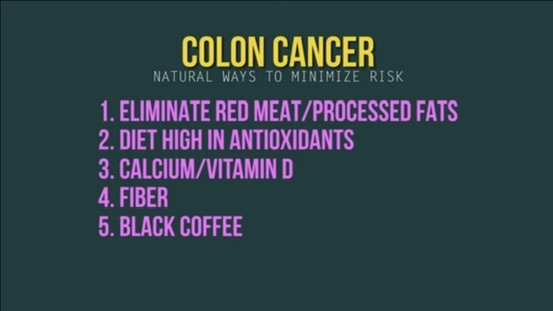 COLON CANCER
NATURAL WAYS TO MINIMIZE RISK
1. ELIMINATE RED MEAT/PROCESSED FATS
2. DIET HIGH IN ANTIOXIDANTS
3. CALCIUM/VITAMIN D
4. FIBER
5. BLACK COFFEE